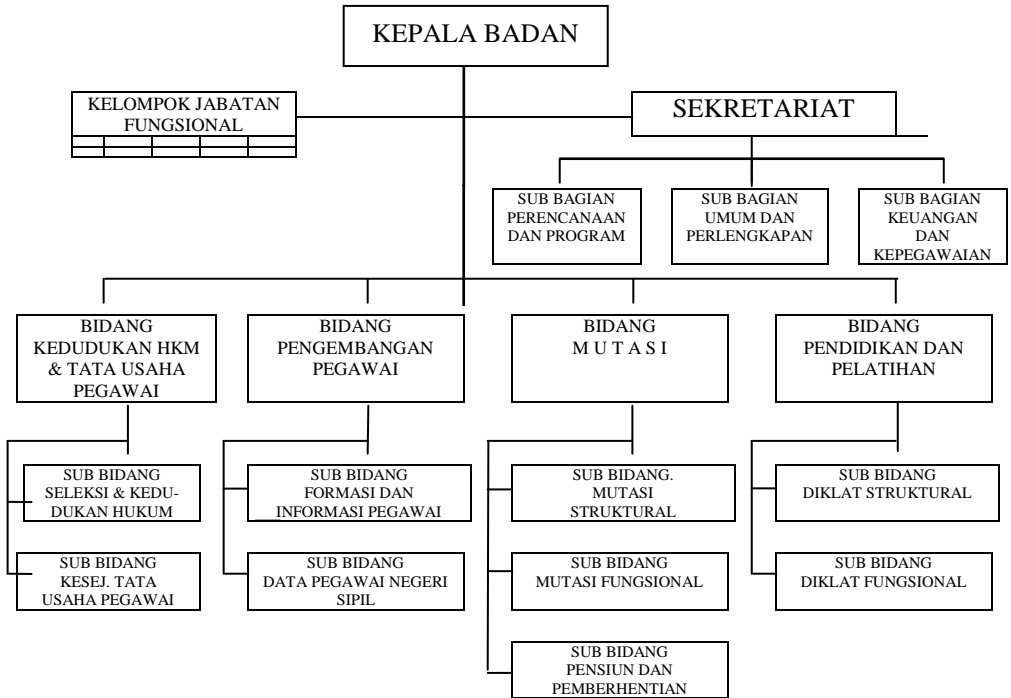 KEPALA BADAN
KELOMPOK JABATAN
FUNGSIONAL
SEKRETARIAT
SUB BAGIAN
PERENCANAAN
DAN PROGRAM
SUB BAGIAN
UMUM DAN
PERLENGKAPAN
SUB BAGIAN
KEUANGAN
DAN
KEPEGAWAIAN
BIDANG
KEDUDUKAN HKM
& TATA USAHA
PEGAWAI
BIDANG
PENGEMBANGAN
PEGAWAI
BIDANG
M U T A S I
BIDANG
PENDIDIKAN DAN
PELATIHAN
SUB BIDANG
SELEKSI & KEDU-
DUKAN HUKUM
SUB BIDANG
FORMASI DAN
INFORMASI PEGAWAI
SUB BIDANG.
MUTASI
STRUKTURAL
SUB BIDANG
DIKLAT STRUKTURAL
SUB BIDANG
KESEJ. TATA
USAHA PEGAWAI
SUB BIDANG
DATA PEGAWAI NEGERI
SIPIL
SUB BIDANG
MUTASI FUNGSIONAL
SUB BIDANG
DIKLAT FUNGSIONAL
SUB BIDANG
PENSIUN DAN
PEMBERHENTIAN